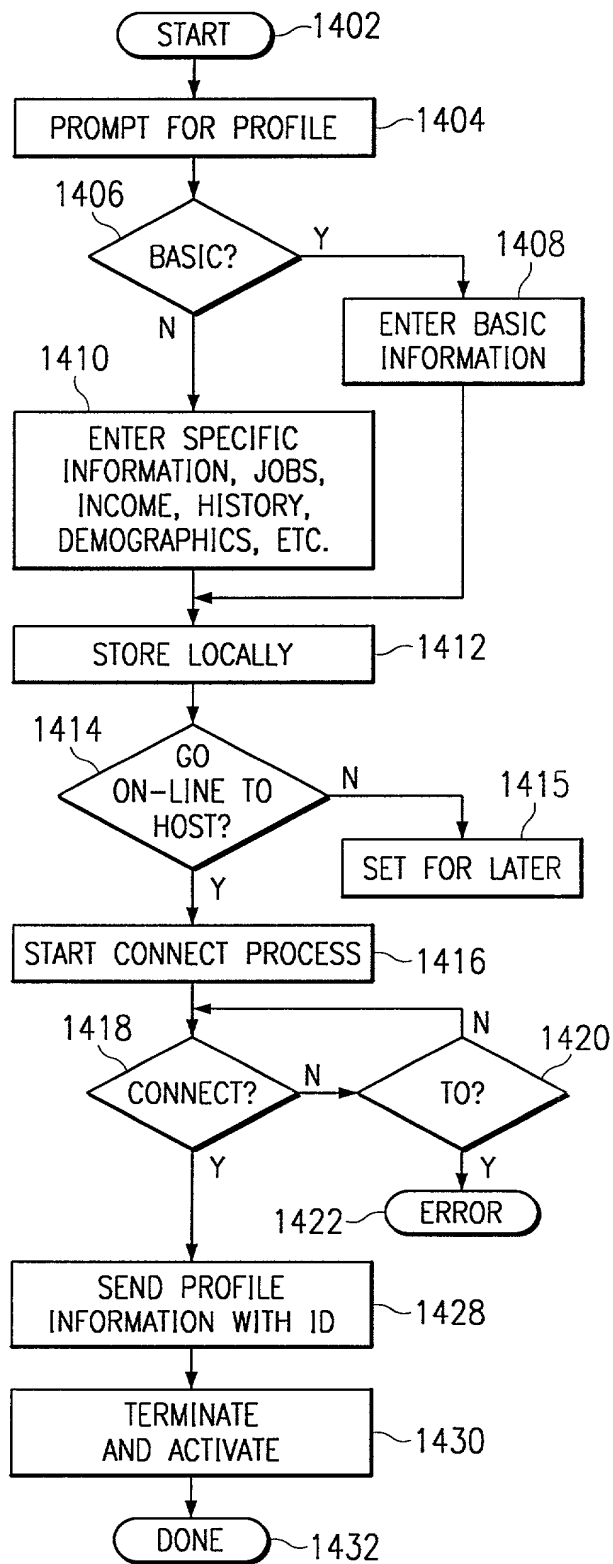 START
1402
PROMPT FOR PROFILE
1404
1406
BASIC?
Y
N
1408
ENTER BASIC
INFORMATION
1410
ENTER SPECIFIC
INFORMATION, JOBS,
INCOME, HISTORY,
DEMOGRAPHICS, ETC.
STORE LOCALLY
1412
1414
GO
ON-LINE TO
HOST?
N
Y
1415
SET FOR LATER
START CONNECT PROCESS
1416
1418
CONNECT?
N
Y
N
1420
TO?
Y
1422
ERROR
SEND PROFILE
INFORMATION WITH ID
1428
TERMINATE
AND ACTIVATE
1430
DONE
1432